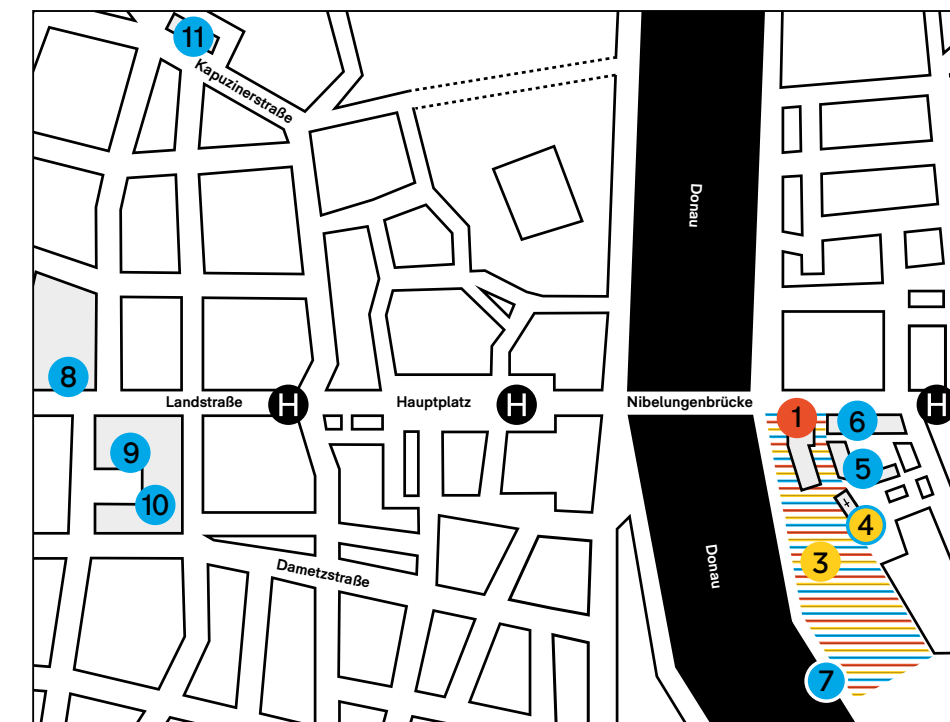 11
Kapuzinerstraße
Donau
8
Landstraße
H
Hauptplatz
H
Nibelungenbrücke
H
1
6
9
5
10
4
+
3
Donau
Dametzstraße
7